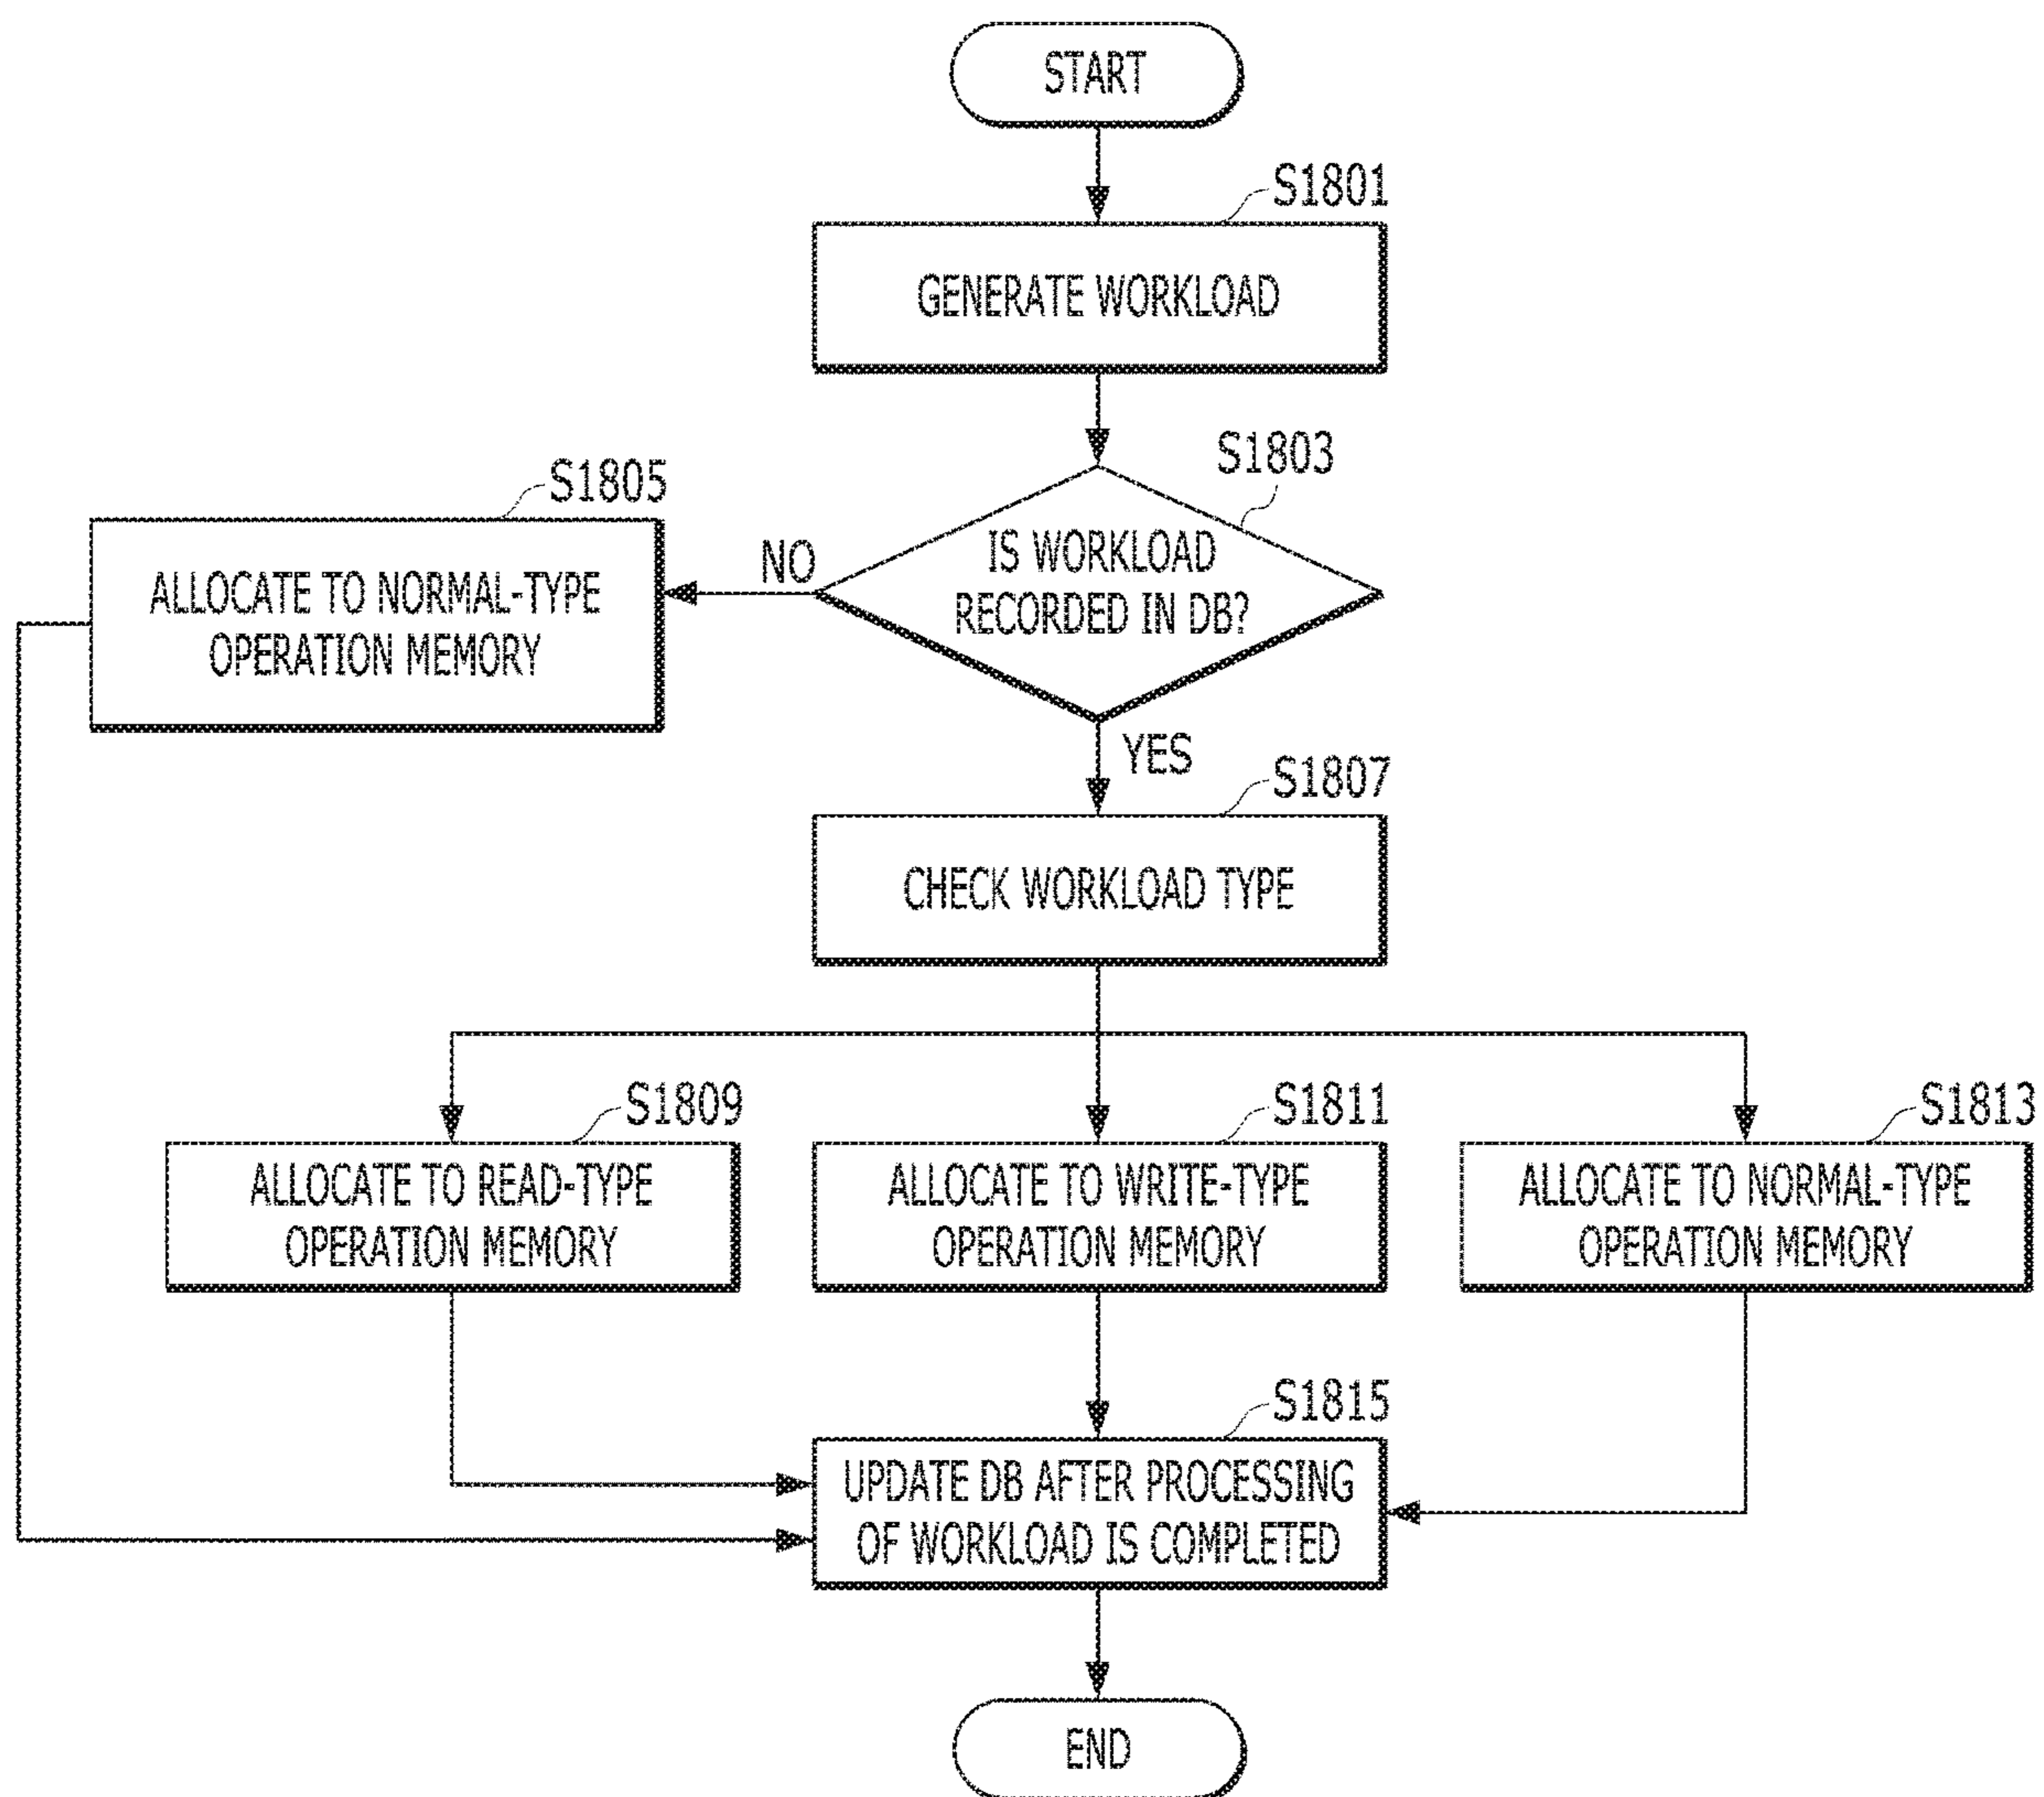 START
S1801
GENERATE WORKLOAD
S1803
IS WORKLOAD
RECORDED IN DB?
NO
S1805
ALLOCATE TO NORMAL-TYPE
OPERATION MEMORY
YES
S1807
CHECK WORKLOAD TYPE
S1809
ALLOCATE TO READ-TYPE
OPERATION MEMORY
S1811
ALLOCATE TO WRITE-TYPE
OPERATION MEMORY
S1813
ALLOCATE TO NORMAL-TYPE
OPERATION MEMORY
S1815
UPDATE DB AFTER PROCESSING
OF WORKLOAD IS COMPLETED
END